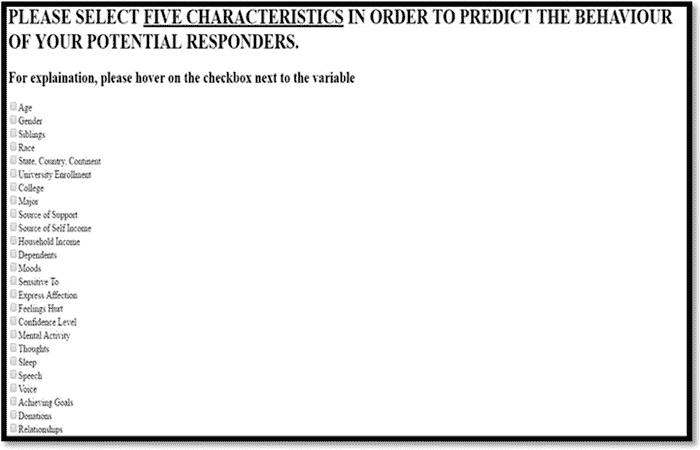 PLEASE SELECT FIVE CHARACTERISTICS IN ORDER TO PREDICT THE BEHAVIOUR
OF YOUR POTENTIAL RESPONDERS.
For explaination, please hover on the checkbox next to the variable
Age
Gender
Siblings
Race
State, Country, Continent
University Enrollment
College
Major
Source of Support
Source of Self Income
Household Income
Dependents
Moods
Sensitive To
Express Affection
Feelings Hurt
Confidence Level
Mental Activity
Thoughts
Sleep
Speech
Voice
Achieving Goals
Donations
Relationships